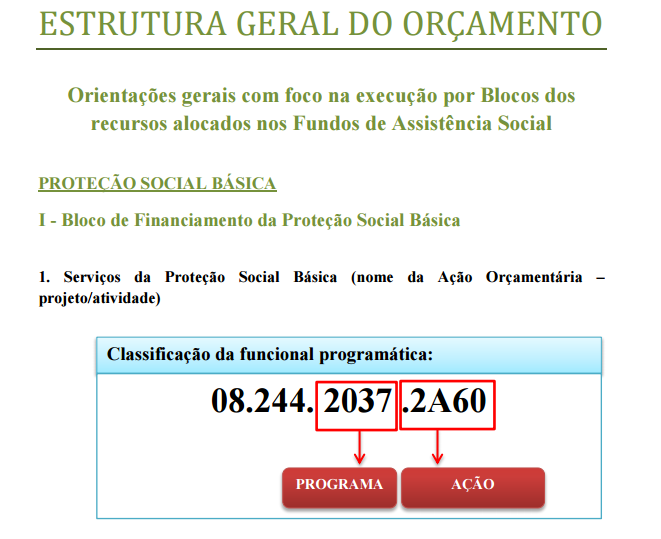 ESTRUTURA GERAL DO ORÇAMENTO
Orientações gerais com foco na execução por Blocos dos
recursos alocados nos Fundos de Assistência Social
PROTEÇÃO SOCIAL BÁSICA
I - Bloco de Financiamento da Proteção Social Básica
1. Serviços da Proteção Social Básica (nome da Ação Orçamentária –
projeto/atividade)
Classificação da funcional programática:
08.244.2037.2A60
PROGRAMA AÇÃO